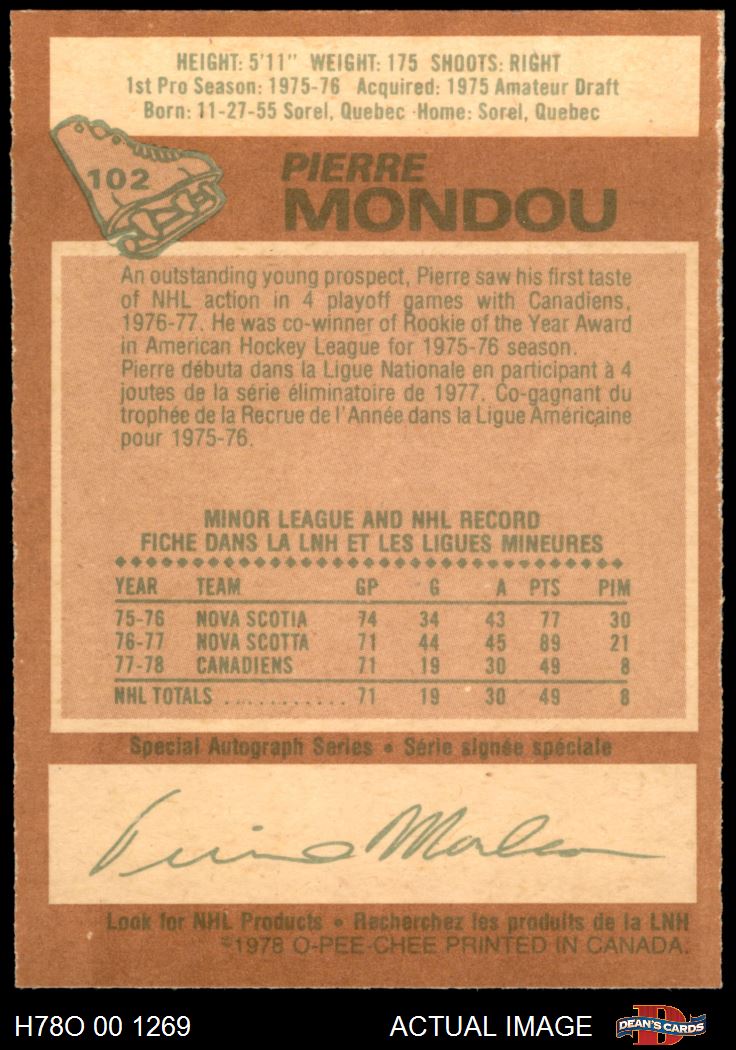 HEIGHT: 5'11" WEIGHT: 175 SHOOTS: RIGHT
1st Pro Season: 1975-76 Acquired: 1975 Amateur Draft
Born: 11-27-55 Sorel, Quebec Home: Sorel, Quebec
102
PIERRE
MONDOU
An outstanding young prospect, Pierre saw his first taste
of NHL action in 4 playoff games with Canadiens,
1976-77. He was co-winner of Rookie of the Year Award
in American Hockey League for 1975-76 season.
Pierre débuta dans la Ligue Nationale en participant à 4
joutes de la série éliminatoire de 1977. Co-gagnant du
trophée de la Recrue de l'Année dans la Ligue Américaine
pour 1975-76.
MINOR LEAGUE AND NHL RECORD
FICHE DANS LA LNH ET LES LIGUES MINEURES
YEAR TEAM GP G A PTS PIM
75-76 NOVA SCOTIA 74 34 43 77 30
76-77 NOVA SCOTTA 71 44 45 89 21
77-78 CANADIENS 71 19 30 49 8
NHL TOTALS ........... 71 19 30 49 8
Special Autograph Series • Série signée spéciale
Pierre Mondou
Look for NHL Products • Recherchez les produits de la LNH
©1978 O-PEE-CHEE PRINTED IN CANADA.
H78O 00 1269 ACTUAL IMAGE
D
DEAN'S CARDS